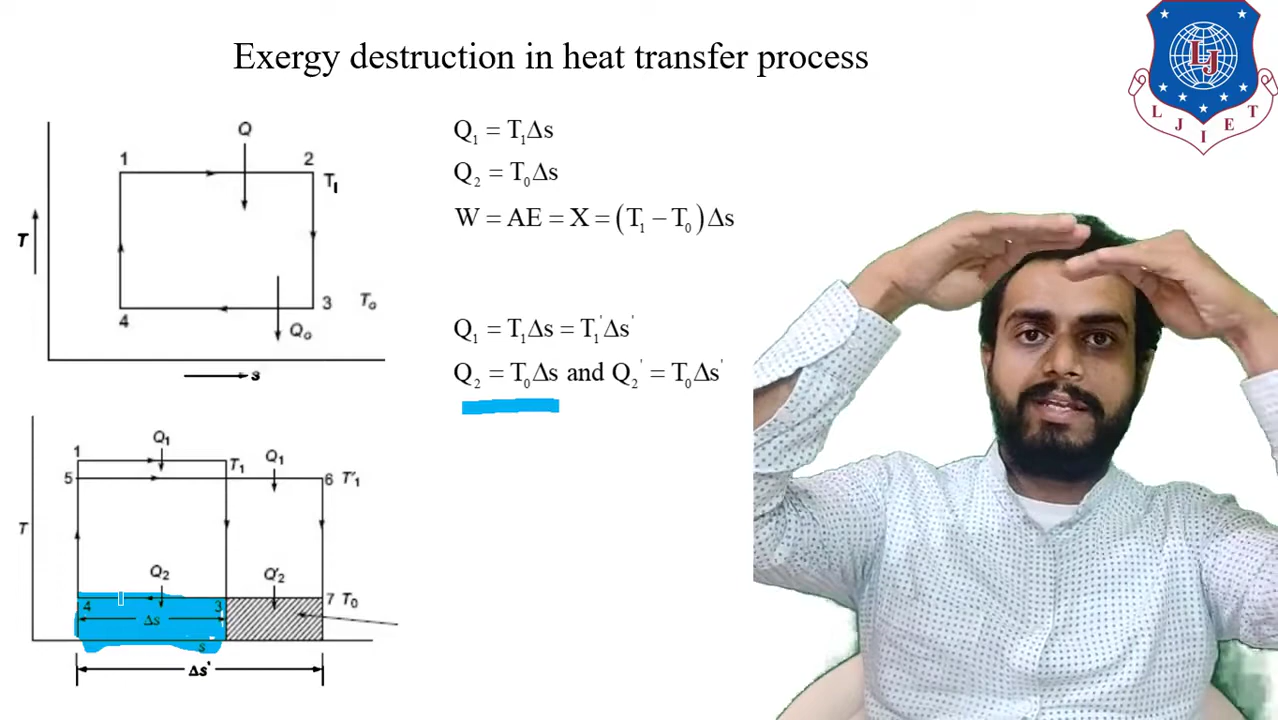 Exergy destruction in heat transfer process
L J I E T
LJ
Q
1 2
T₁
T
4 3 T₀
Q₀
s
Q₁ = T₁Δs
Q₂ = T₀Δs
W = AE = X = (T₁ − T₀) Δs
Q₁ = T₁Δs = T₁'Δs'
Q₂ = T₀Δs and Q₂' = T₀Δs'
1 Q₁ T₁ Q₁
5 6 T'₁
T
Q₂ Q'₂
4 3 7 T₀
Δs
s
Δs'